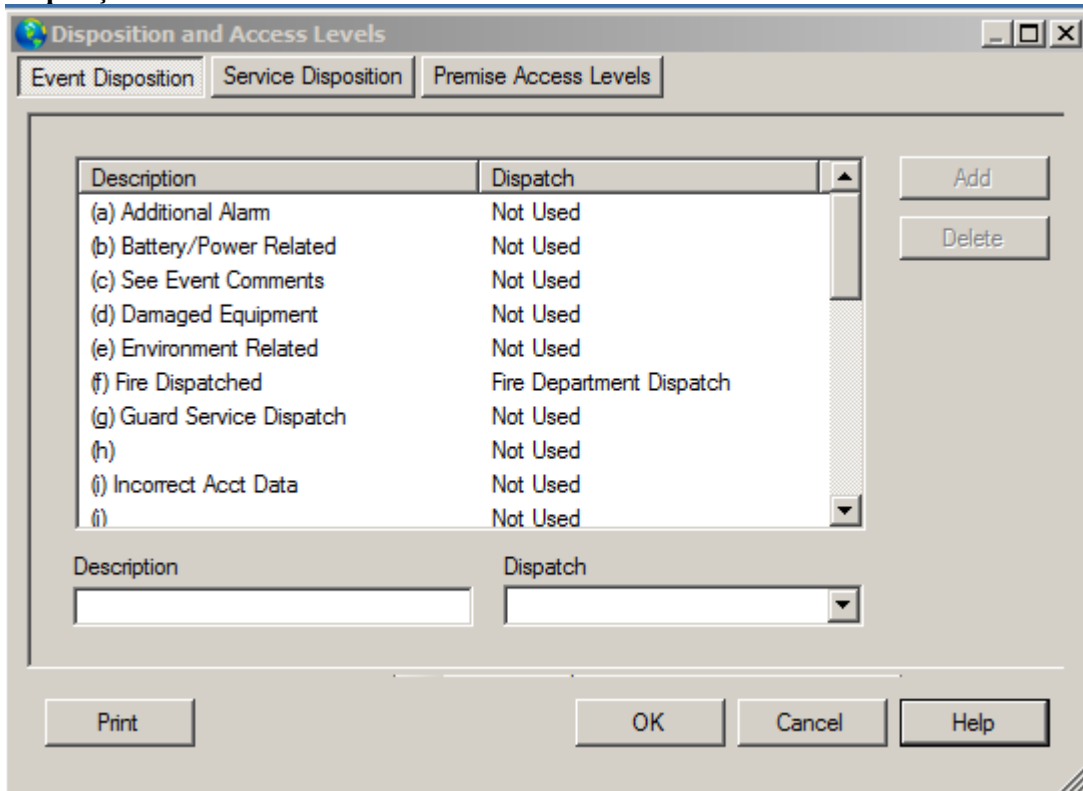 Disposition and Access Levels
Event Disposition Service Disposition Premise Access Levels
Description Dispatch Add
(a) Additional Alarm Not Used
(b) Battery/Power Related Not Used Delete
(c) See Event Comments Not Used
(d) Damaged Equipment Not Used
(e) Environment Related Not Used
(f) Fire Dispatched Fire Department Dispatch
(g) Guard Service Dispatch Not Used
(h) Not Used
(i) Incorrect Acct Data Not Used
(j) Not Used
Description Dispatch
Print OK Cancel Help